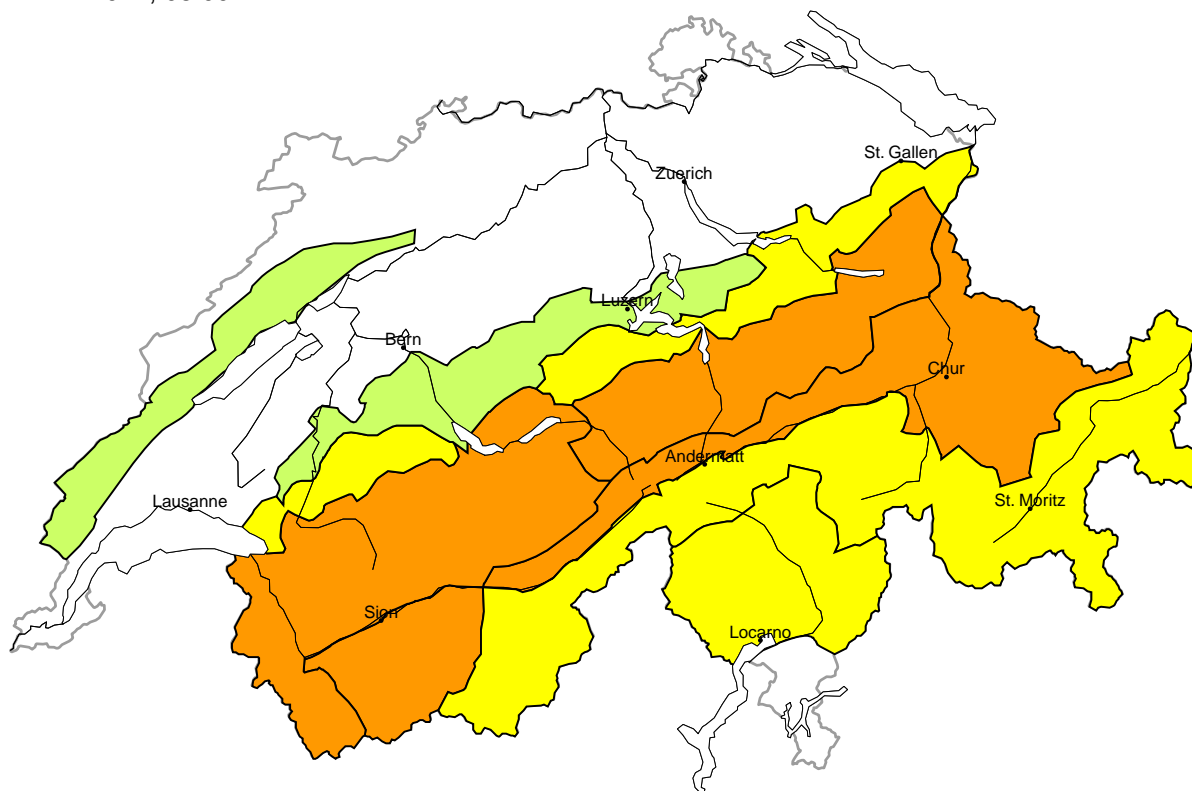 St. Gallen
Zuerich
Luzern
Bern
Chur
Andermatt
Lausanne
St. Moritz
Sion
Locarno